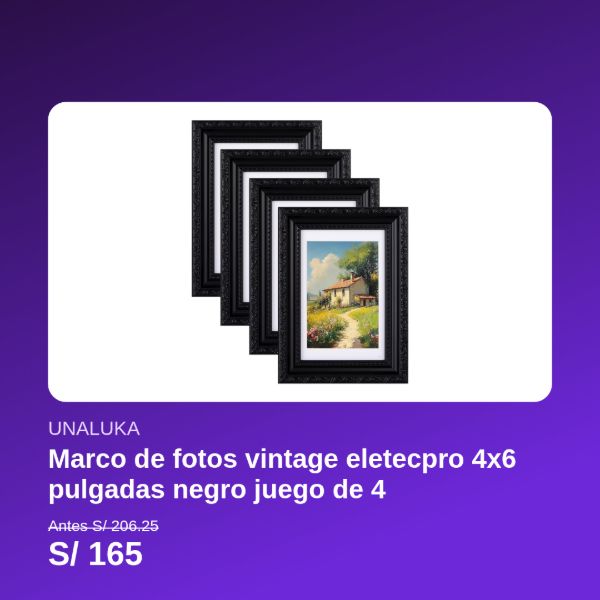 UNALUKA
Marco de fotos vintage eletecpro 4x6
pulgadas negro juego de 4
Antes S/ 206.25
S/ 165